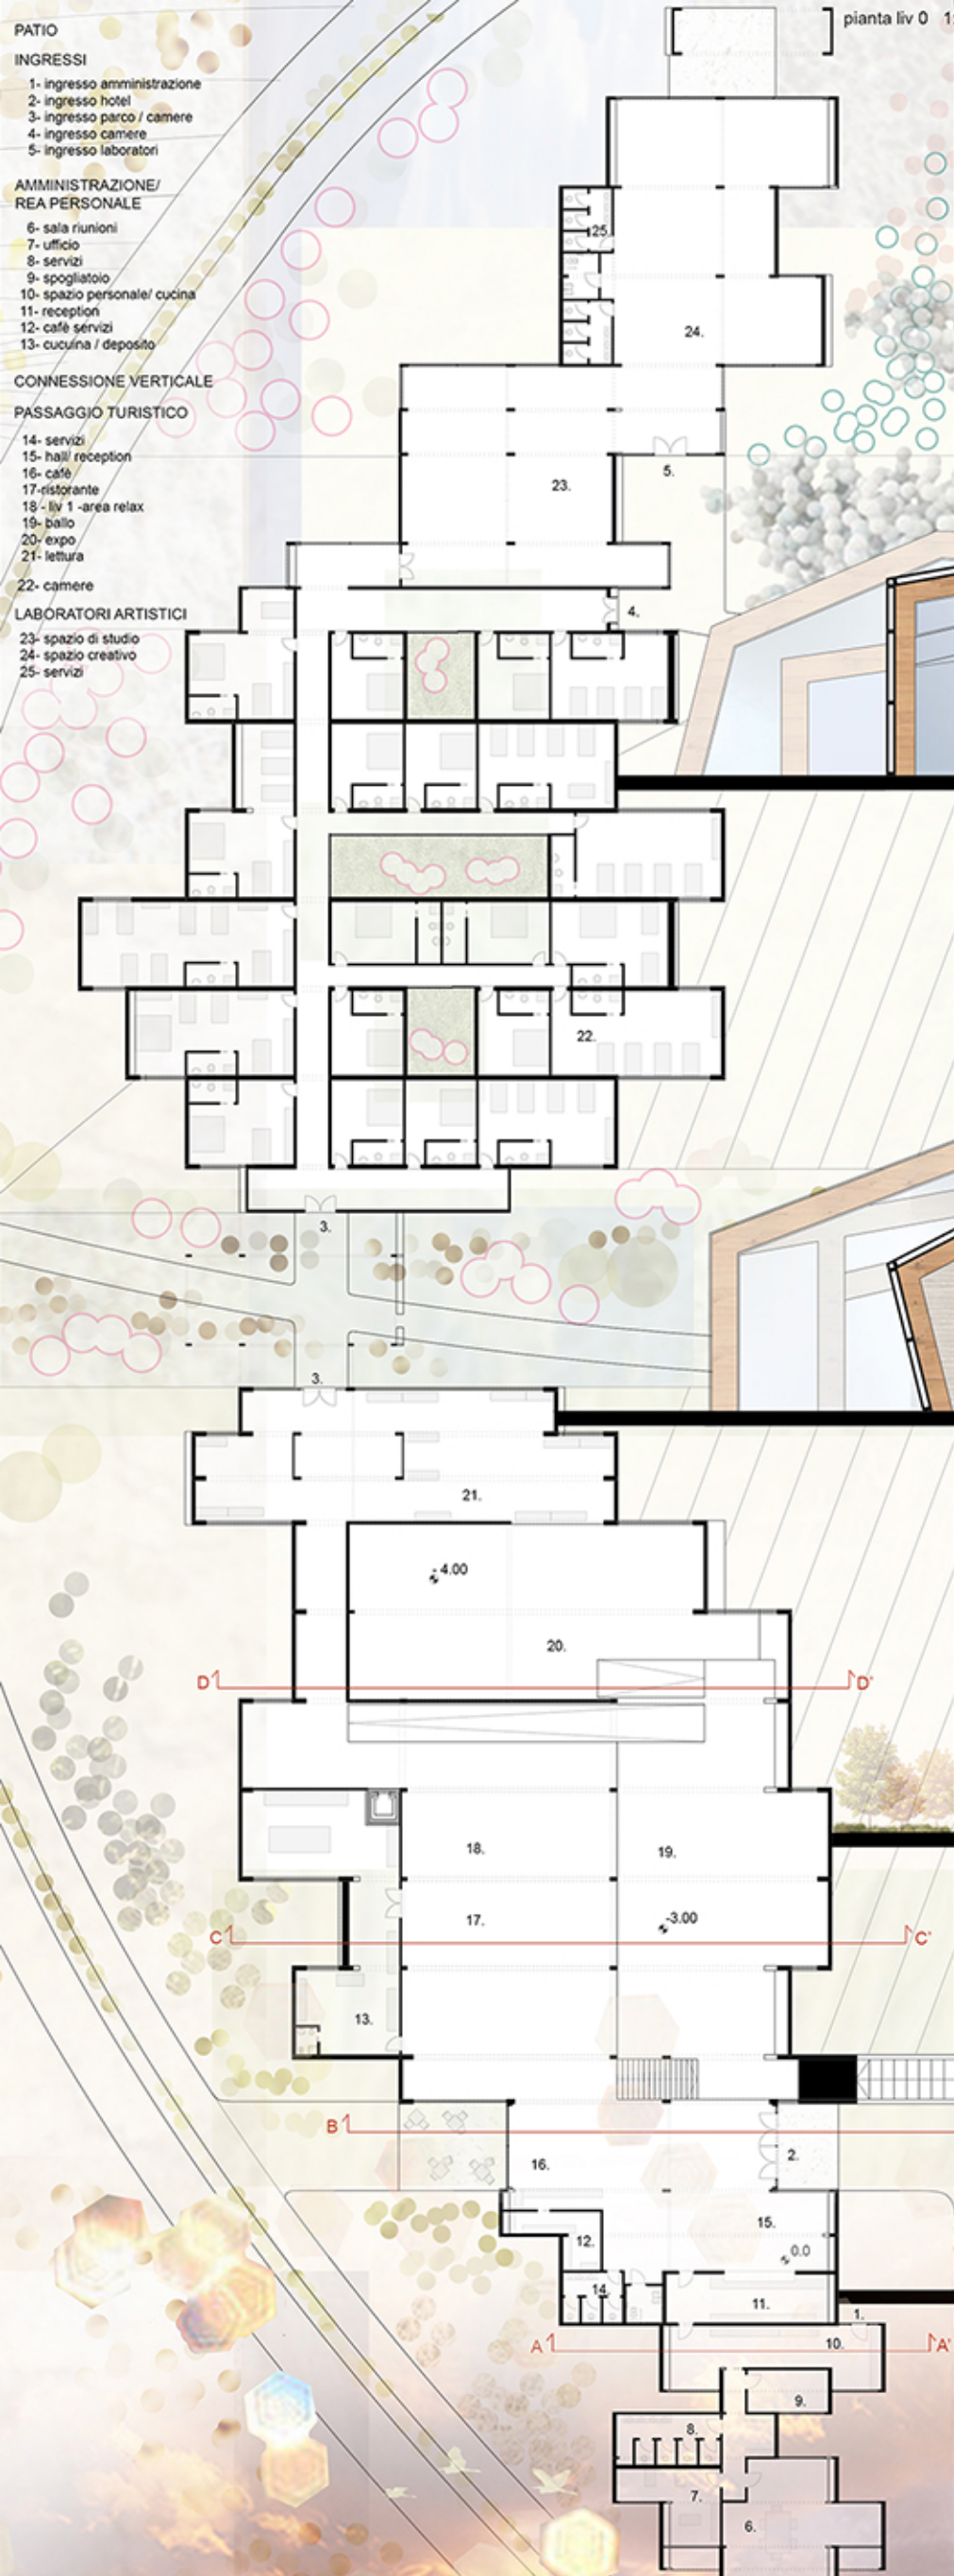 PATIO
INGRESSI
1- ingresso amministrazione
2- ingresso hotel
3- ingresso parco / camere
4- ingresso camere
5- ingresso laboratori
AMMINISTRAZIONE/
REA PERSONALE
6- sala riunioni
7- ufficio
8- servizi
9- spogliatoio
10- spazio personale/ cucina
11- reception
12- cafè servizi
13- cucuina / deposito
CONNESSIONE VERTICALE
PASSAGGIO TURISTICO
14- servizi
15- hall/ reception
16- cafè
17-ristorante
18 - liv 1 -area relax
19- ballo
20- expo
21- lettura
22- camere
LABORATORI ARTISTICI
23- spazio di studio
24- spazio creativo
25- servizi
pianta liv 0 1:
25.
24.
5.
23.
4.
22.
3.
3.
21.
- 4.00
20.
D D'
18.
19.
17.
-3.00
C C'
13.
B
2.
16.
15.
12.
0.0
14.
11.
1.
A 10. A'
9.
8.
7.
6.